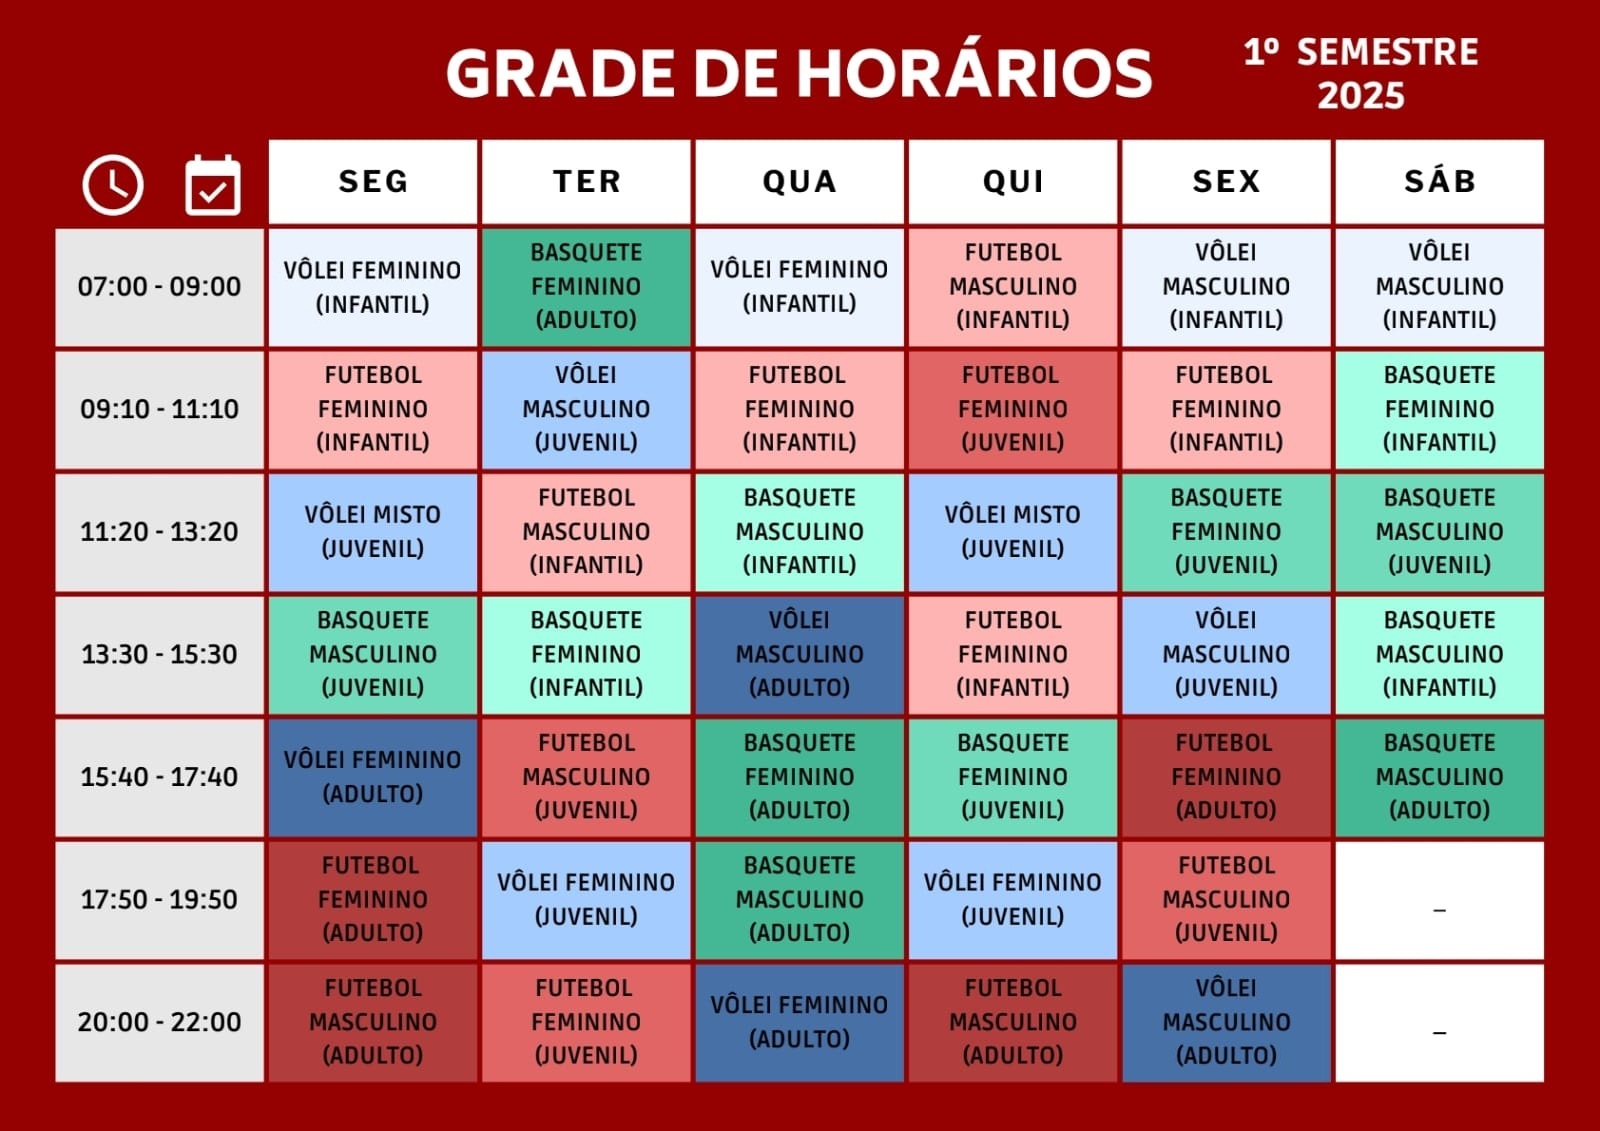 GRADE DE HORÁRIOS
1º SEMESTRE
2025
SEG
TER
QUA
QUI
SEX
SÁB
07:00 - 09:00
VÔLEI FEMININO
(INFANTIL)
BASQUETE
FEMININO
(ADULTO)
VÔLEI FEMININO
(INFANTIL)
FUTEBOL
MASCULINO
(INFANTIL)
VÔLEI
MASCULINO
(INFANTIL)
VÔLEI
MASCULINO
(INFANTIL)
09:10 - 11:10
FUTEBOL
FEMININO
(INFANTIL)
VÔLEI
MASCULINO
(JUVENIL)
FUTEBOL
FEMININO
(INFANTIL)
FUTEBOL
FEMININO
(JUVENIL)
FUTEBOL
FEMININO
(INFANTIL)
BASQUETE
FEMININO
(INFANTIL)
11:20 - 13:20
VÔLEI MISTO
(JUVENIL)
FUTEBOL
MASCULINO
(INFANTIL)
BASQUETE
MASCULINO
(INFANTIL)
VÔLEI MISTO
(JUVENIL)
BASQUETE
FEMININO
(JUVENIL)
BASQUETE
MASCULINO
(JUVENIL)
13:30 - 15:30
BASQUETE
MASCULINO
(JUVENIL)
BASQUETE
FEMININO
(INFANTIL)
VÔLEI
MASCULINO
(ADULTO)
FUTEBOL
FEMININO
(INFANTIL)
VÔLEI
MASCULINO
(JUVENIL)
BASQUETE
MASCULINO
(INFANTIL)
15:40 - 17:40
VÔLEI FEMININO
(ADULTO)
FUTEBOL
MASCULINO
(JUVENIL)
BASQUETE
FEMININO
(ADULTO)
BASQUETE
FEMININO
(JUVENIL)
FUTEBOL
FEMININO
(ADULTO)
BASQUETE
MASCULINO
(ADULTO)
17:50 - 19:50
FUTEBOL
FEMININO
(ADULTO)
VÔLEI FEMININO
(JUVENIL)
BASQUETE
MASCULINO
(ADULTO)
VÔLEI FEMININO
(JUVENIL)
FUTEBOL
MASCULINO
(JUVENIL)
_
20:00 - 22:00
FUTEBOL
MASCULINO
(ADULTO)
FUTEBOL
FEMININO
(JUVENIL)
VÔLEI FEMININO
(ADULTO)
FUTEBOL
MASCULINO
(ADULTO)
VÔLEI
MASCULINO
(ADULTO)
_